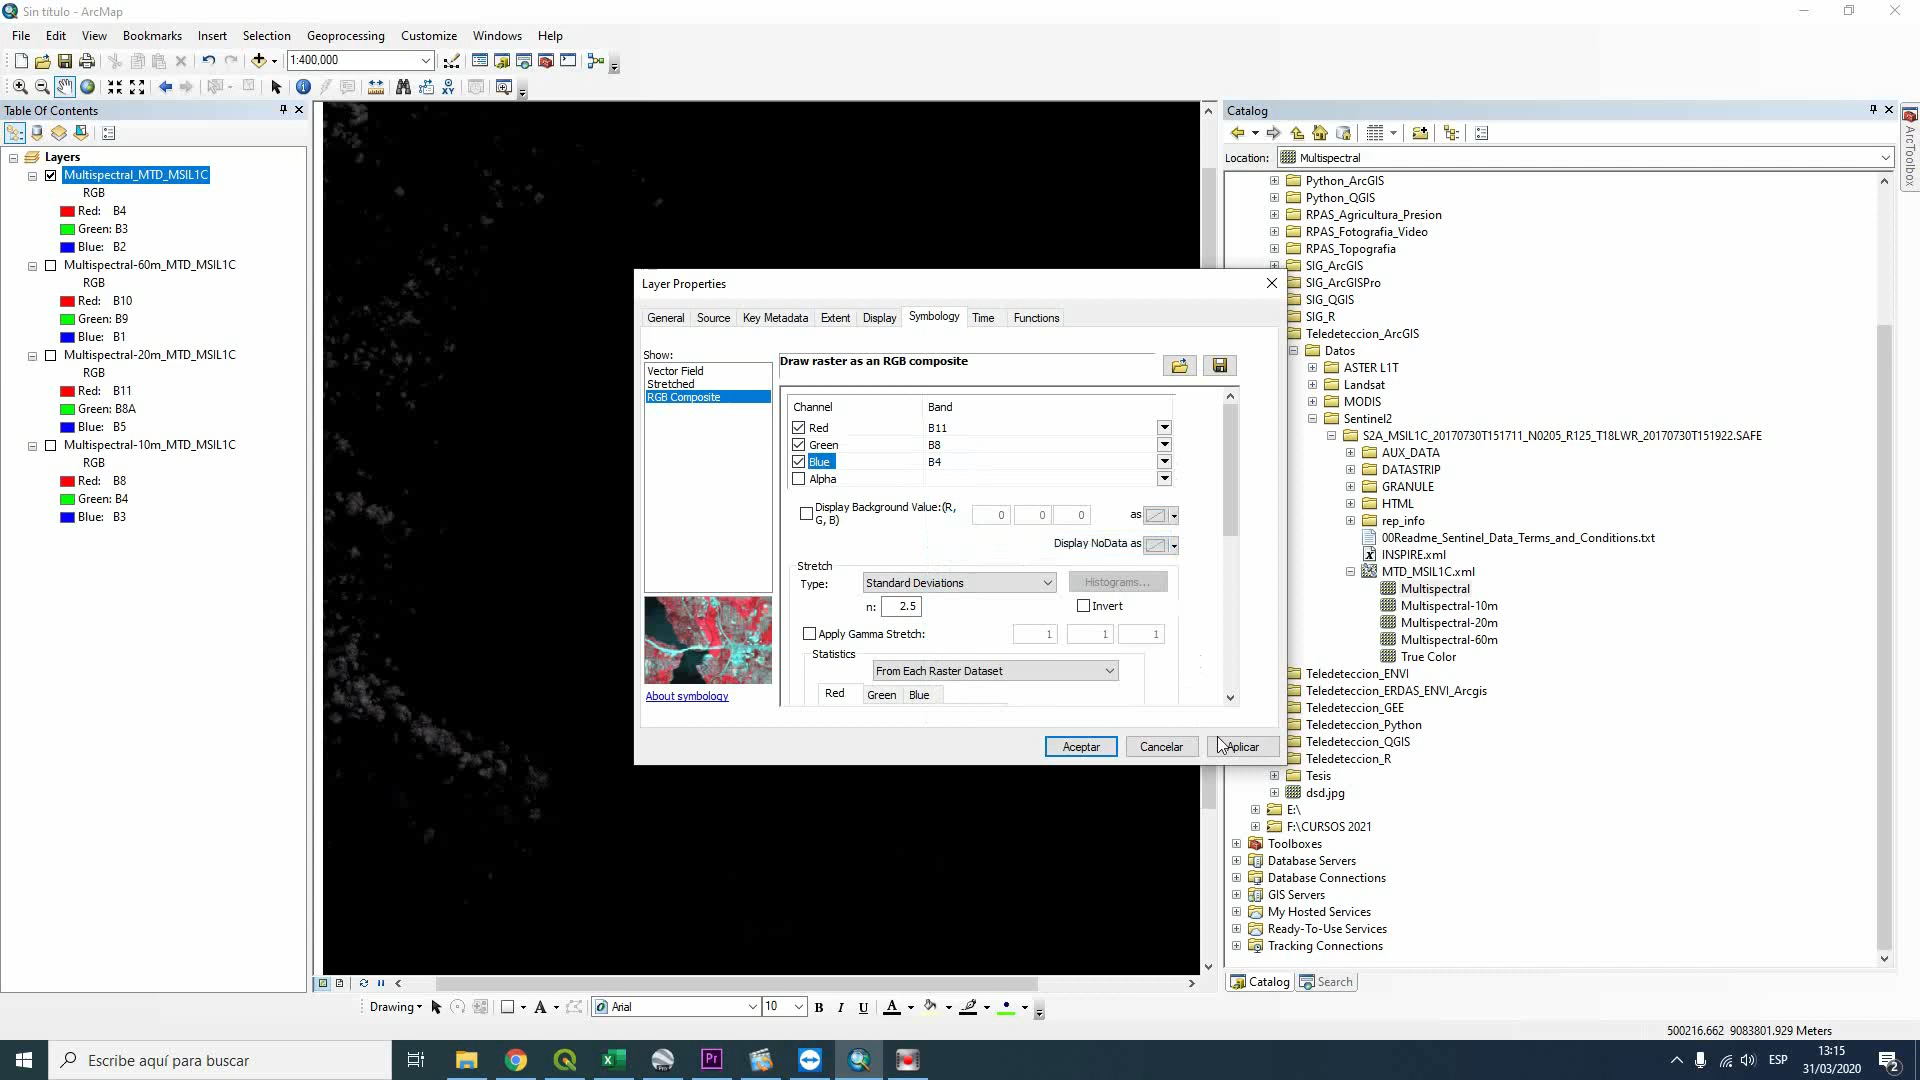 Sin título - ArcMap
File Edit View Bookmarks Insert Selection Geoprocessing Customize Windows Help
1:400,000
Table Of Contents
Layers
Multispectral_MTD_MSIL1C
RGB
Red: B4
Green: B3
Blue: B2
Multispectral-60m_MTD_MSIL1C
RGB
Red: B10
Green: B9
Blue: B1
Multispectral-20m_MTD_MSIL1C
RGB
Red: B11
Green: B8A
Blue: B5
Multispectral-10m_MTD_MSIL1C
RGB
Red: B8
Green: B4
Blue: B3
Layer Properties
General Source Key Metadata Extent Display Symbology Time Functions
Show:
Vector Field
Stretched
RGB Composite
About symbology
Draw raster as an RGB composite
Channel Band
Red B11
Green B8
Blue B4
Alpha
Display Background Value:(R, G, B) 0 0 0 as
Display NoData as
Stretch
Type: Standard Deviations Histograms...
n: 2.5 Invert
Apply Gamma Stretch: 1 1 1
Statistics
From Each Raster Dataset
Red Green Blue
Aceptar Cancelar Aplicar
Catalog
Location: Multispectral
Python_ArcGIS
Python_QGIS
RPAS_Agricultura_Presion
RPAS_Fotografia_Video
RPAS_Topografia
SIG_ArcGIS
SIG_ArcGISPro
SIG_QGIS
SIG_R
Teledeteccion_ArcGIS
Datos
ASTER L1T
Landsat
MODIS
Sentinel2
S2A_MSIL1C_20170730T151711_N0205_R125_T18LWR_20170730T151922.SAFE
AUX_DATA
DATASTRIP
GRANULE
HTML
rep_info
00Readme_Sentinel_Data_Terms_and_Conditions.txt
INSPIRE.xml
MTD_MSIL1C.xml
Multispectral
Multispectral-10m
Multispectral-20m
Multispectral-60m
True Color
Teledeteccion_ENVI
Teledeteccion_ERDAS_ENVI_Arcgis
Teledeteccion_GEE
Teledeteccion_Python
Teledeteccion_QGIS
Teledeteccion_R
Tesis
dsd.jpg
E:\
F:\CURSOS 2021
Toolboxes
Database Servers
Database Connections
GIS Servers
My Hosted Services
Ready-To-Use Services
Tracking Connections
Catalog Search
ArcToolbox
Drawing A Arial 10 B I U A
500216.662 9083801.929 Meters
Escribe aquí para buscar
Pr
ESP
13:15
31/03/2020
2